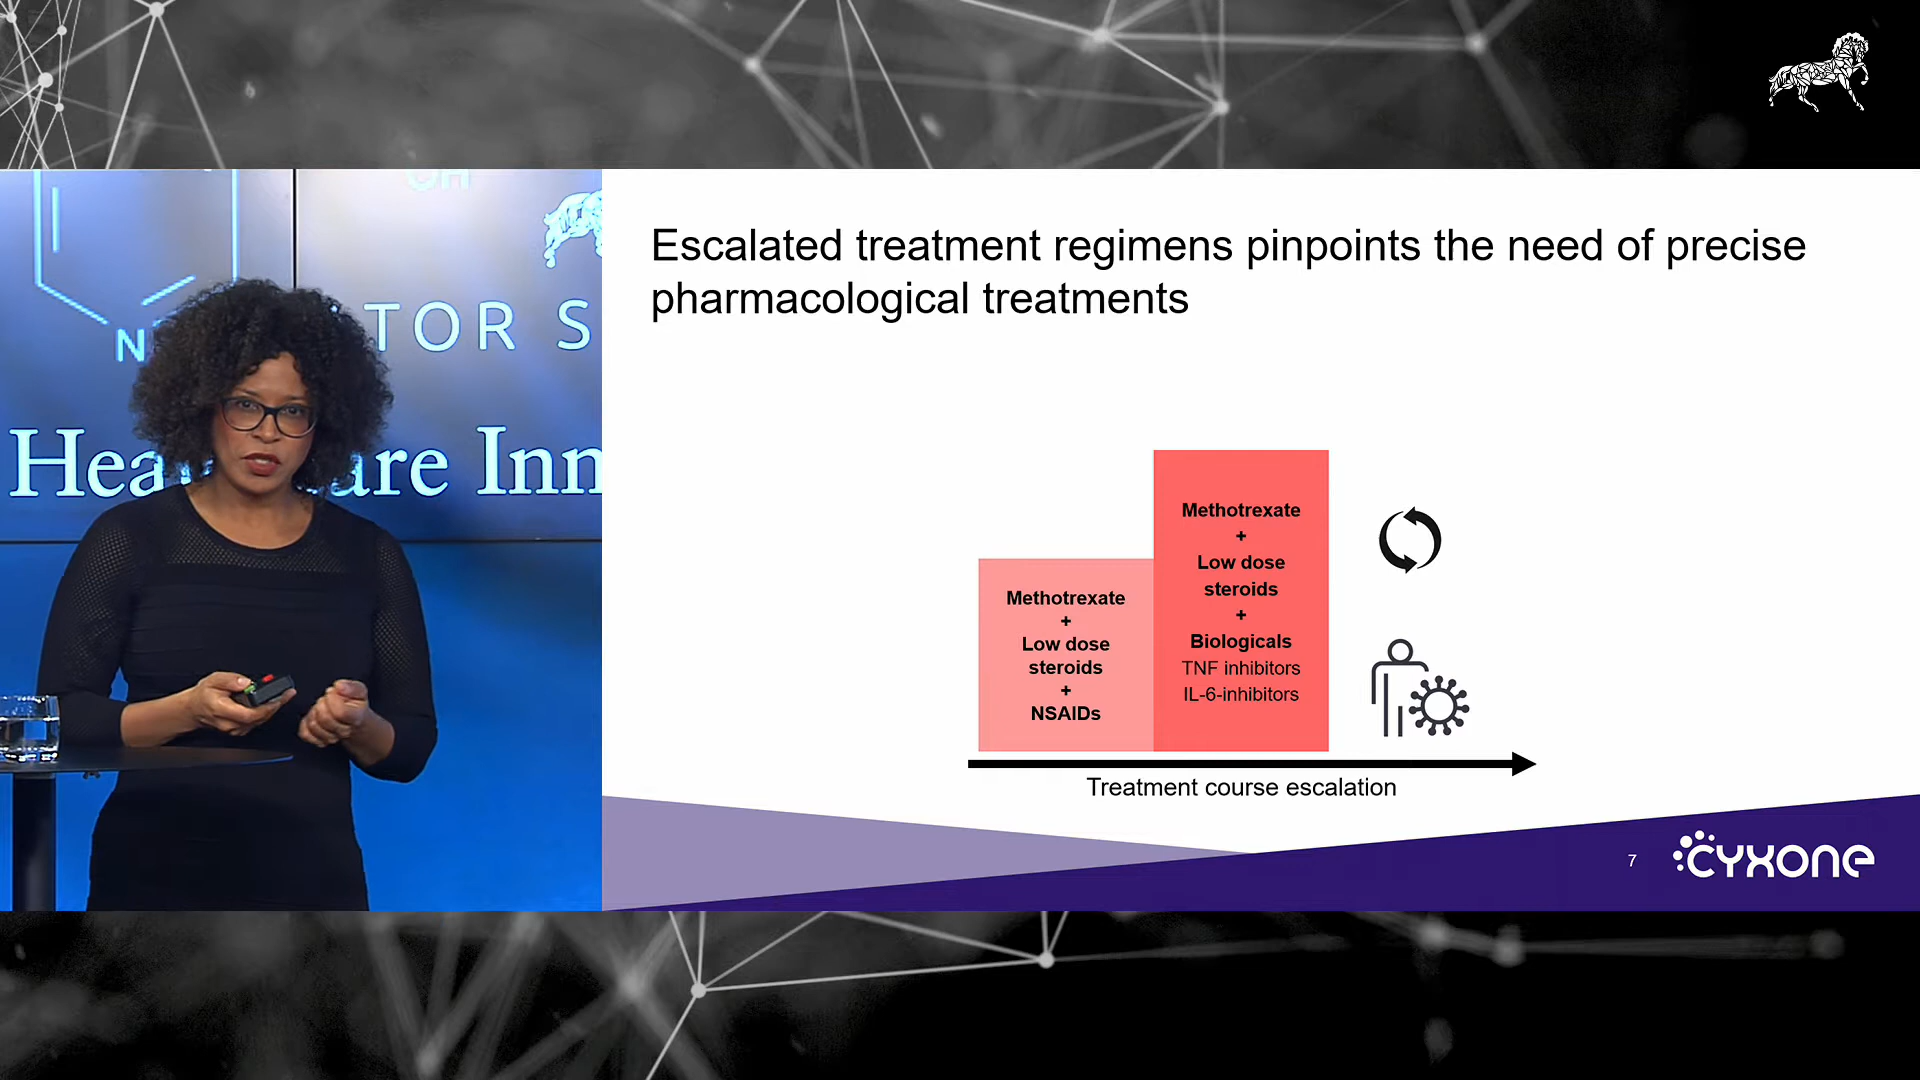 OH
N
TOR S
Hea are Inn
Escalated treatment regimens pinpoints the need of precise
pharmacological treatments
Methotrexate
+
Low dose
steroids
+
NSAIDs
Methotrexate
+
Low dose
steroids
+
Biologicals
TNF inhibitors
IL-6-inhibitors
Treatment course escalation
7
cyxone